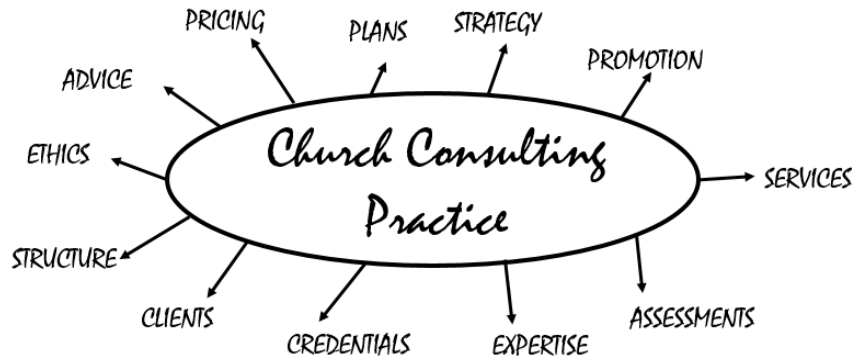 PRICING
PLANS
STRATEGY
PROMOTION
ADVICE
ETHICS
Church Consulting
Practice
SERVICES
STRUCTURE
CLIENTS
CREDENTIALS
EXPERTISE
ASSESSMENTS